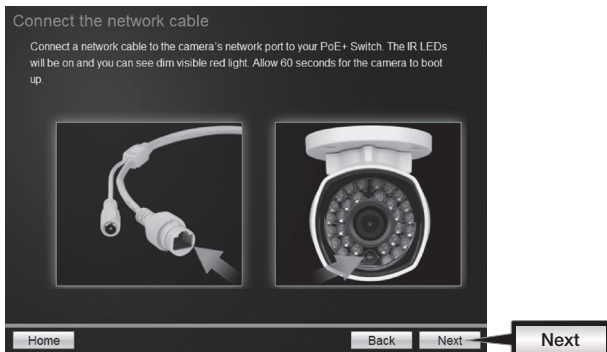 Connect the network cable
Connect a network cable to the camera's network port to your PoE+ Switch. The IR LEDs
will be on and you can see dim visible red light. Allow 60 seconds for the camera to boot
up.
Home
Back
Next
Next